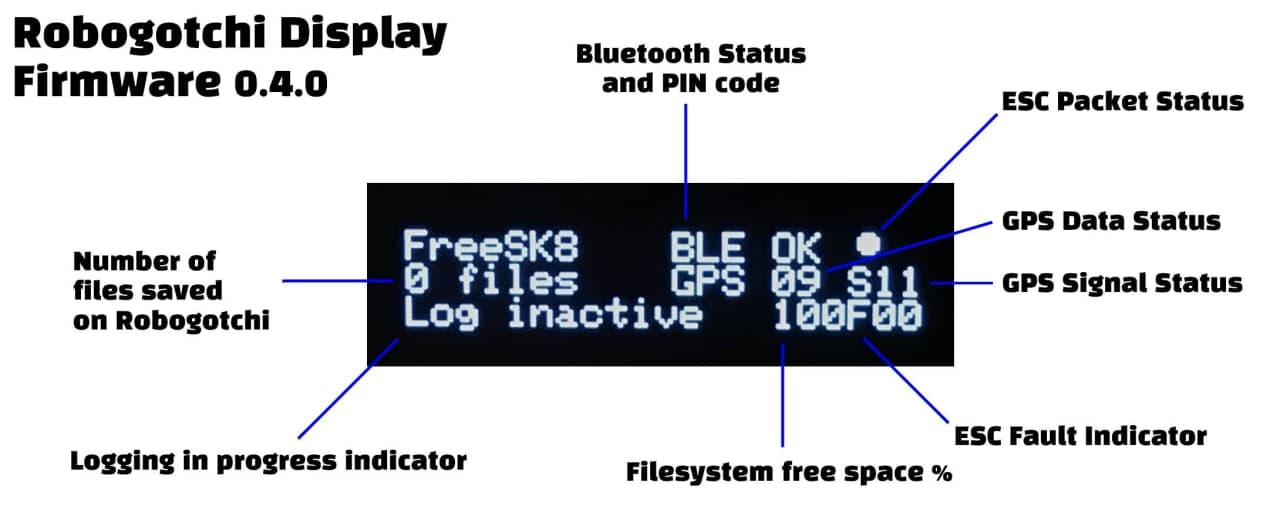 Robogotchi Display
Firmware 0.4.0
Bluetooth Status
and PIN code
ESC Packet Status
GPS Data Status
GPS Signal Status
Number of
files saved
on Robogotchi
FreeSK8 BLE OK
0 files GPS 09 S11
Log inactive 100F00
Logging in progress indicator
Filesystem free space %
ESC Fault Indicator